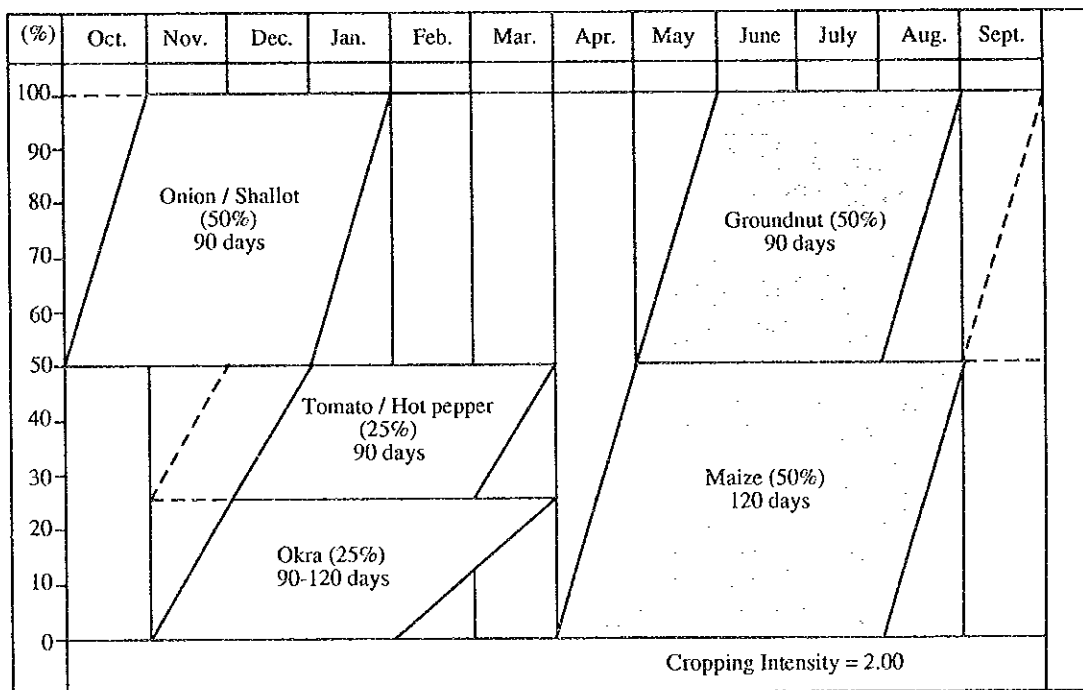 (%) Oct. Nov. Dec. Jan. Feb. Mar. Apr. May June July Aug. Sept.
100
90
80
70
60
50
40
30
20
10
0
Onion / Shallot
(50%)
90 days
Groundnut (50%)
90 days
Tomato / Hot pepper
(25%)
90 days
Maize (50%)
120 days
Okra (25%)
90-120 days
Cropping Intensity = 2.00